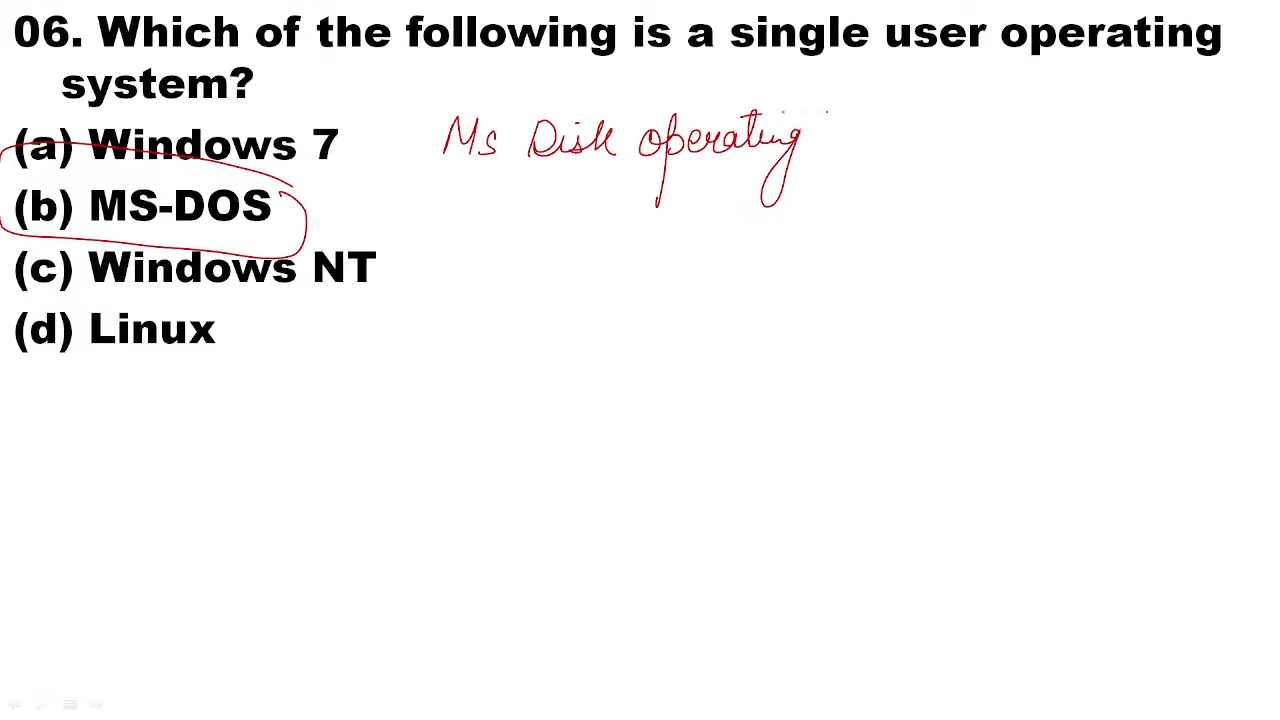 06. Which of the following is a single user operating
system?
(a) Windows 7
Ms Disk operating
(b) MS-DOS
(c) Windows NT
(d) Linux